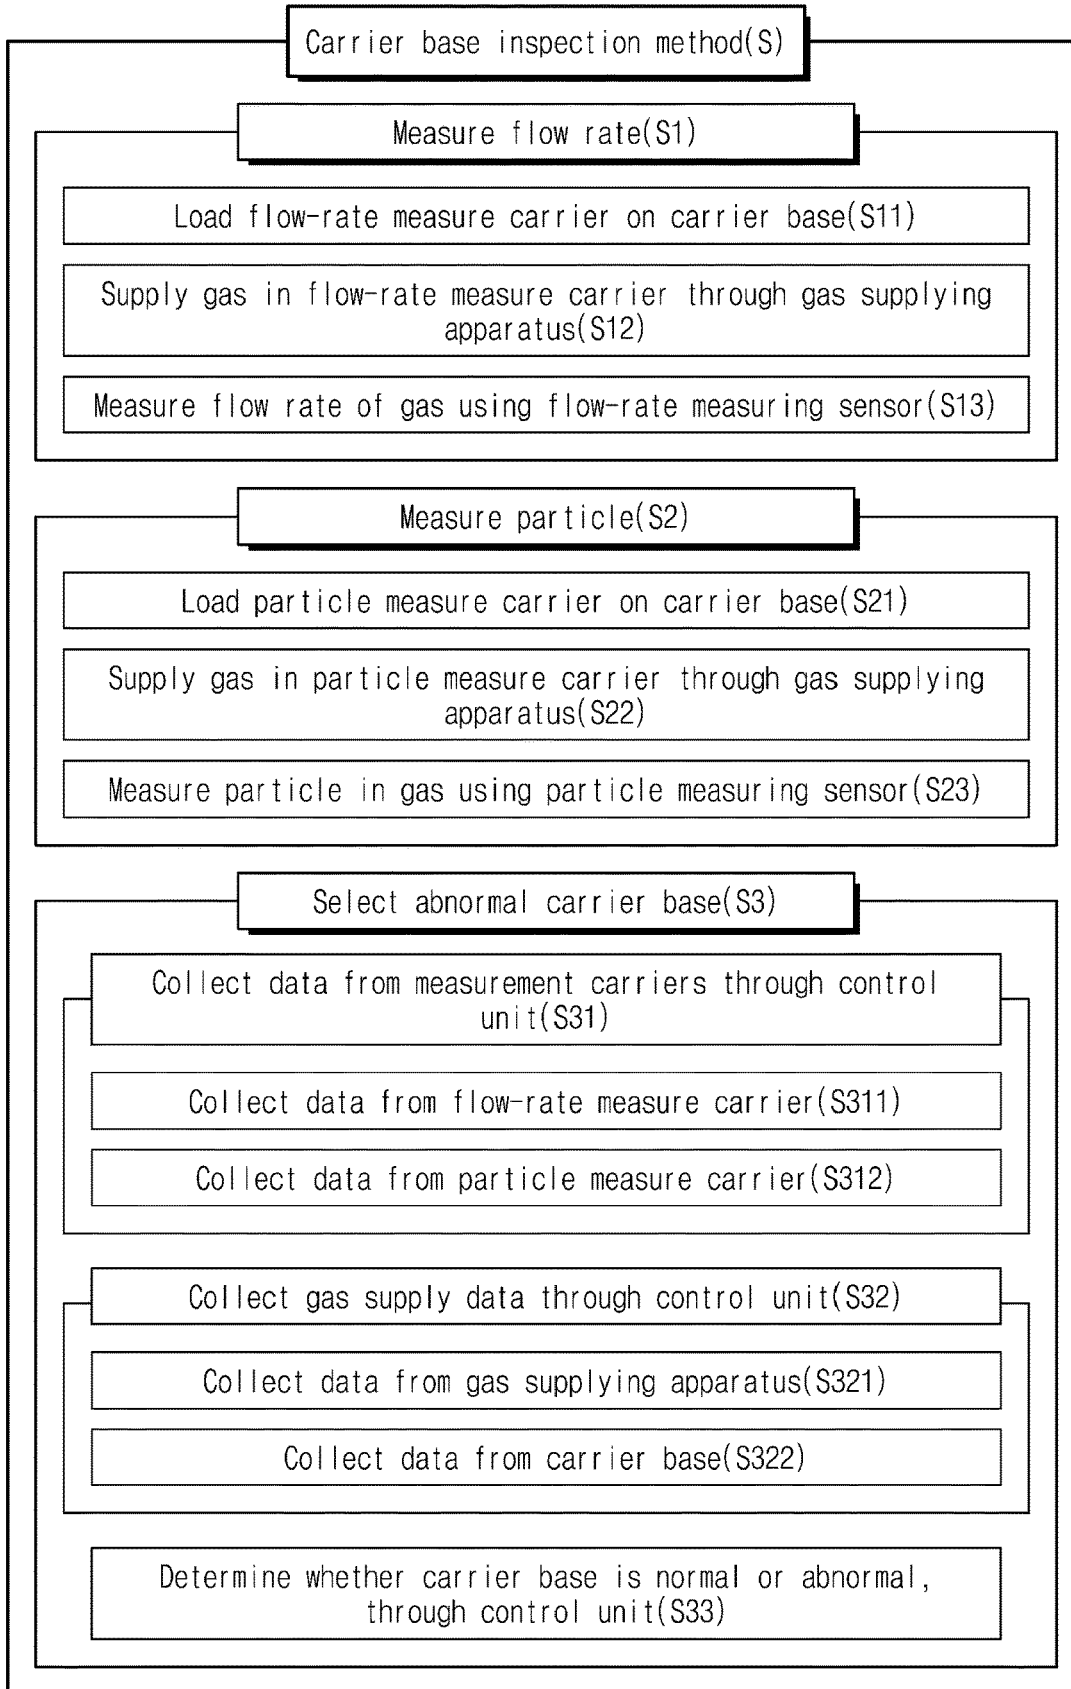 Carrier base inspection method(S)
Measure flow rate(S1)
Load flow-rate measure carrier on carrier base(S11)
Supply gas in flow-rate measure carrier through gas supplying
apparatus(S12)
Measure flow rate of gas using flow-rate measuring sensor(S13)
Measure particle(S2)
Load particle measure carrier on carrier base(S21)
Supply gas in particle measure carrier through gas supplying
apparatus(S22)
Measure particle in gas using particle measuring sensor(S23)
Select abnormal carrier base(S3)
Collect data from measurement carriers through control
unit(S31)
Collect data from flow-rate measure carrier(S311)
Collect data from particle measure carrier(S312)
Collect gas supply data through control unit(S32)
Collect data from gas supplying apparatus(S321)
Collect data from carrier base(S322)
Determine whether carrier base is normal or abnormal,
through control unit(S33)